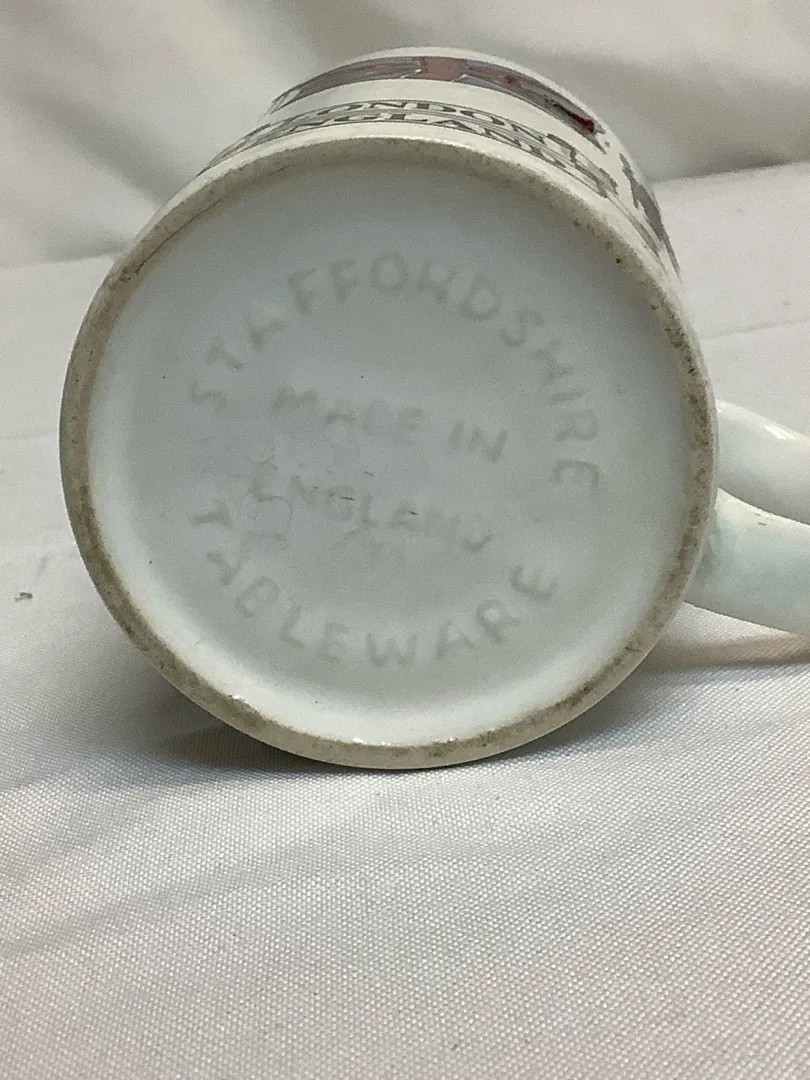 LONDON
ENGLAND
STAFFORDSHIRE
MADE IN
ENGLAND
TABLEWARE